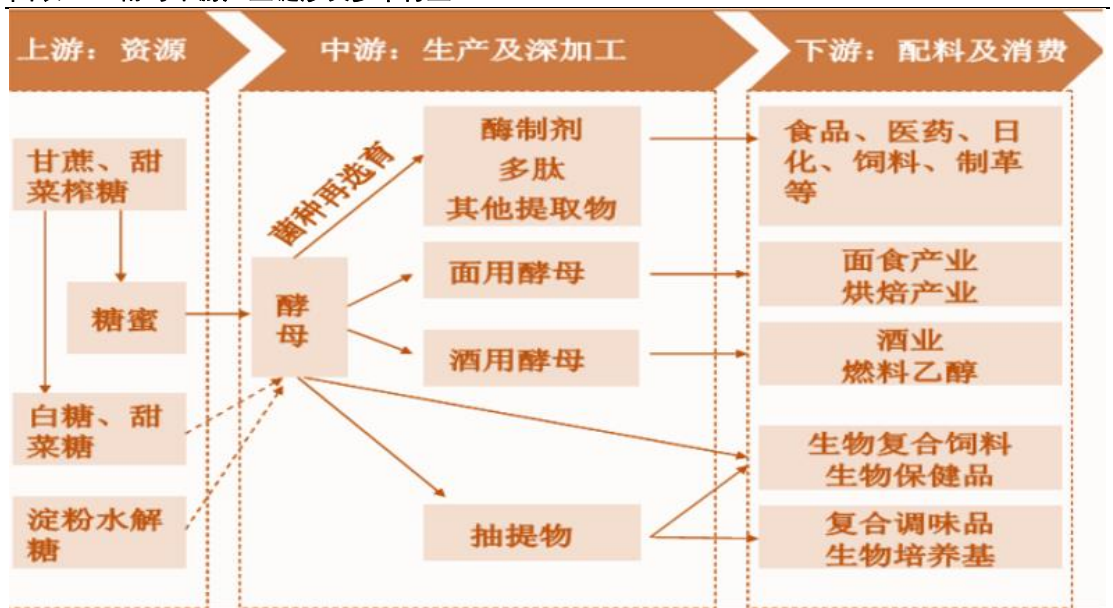 上游：资源
中游：生产及深加工
下游：配料及消费
甘蔗、甜
菜榨糖
糖蜜
白糖、甜
菜糖
淀粉水解
糖
酵
母
菌种再选育
酶制剂
多肽
其他提取物
面用酵母
酒用酵母
抽提物
食品、医药、日
化、饲料、制革
等
面食产业
烘焙产业
酒业
燃料乙醇
生物复合饲料
生物保健品
复合调味品
生物培养基